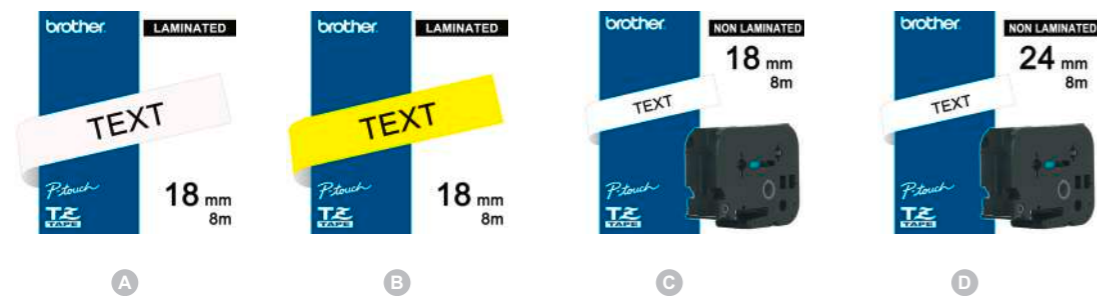 brother.
LAMINATED
TEXT
P-touch
18 mm
8m
TZ
TAPE
A
brother.
LAMINATED
TEXT
P-touch
18 mm
8m
TZ
TAPE
B
brother.
NON LAMINATED
18 mm
8m
TEXT
P-touch
TZ
TAPE
C
brother.
NON LAMINATED
24 mm
8m
TEXT
P-touch
TZ
TAPE
D